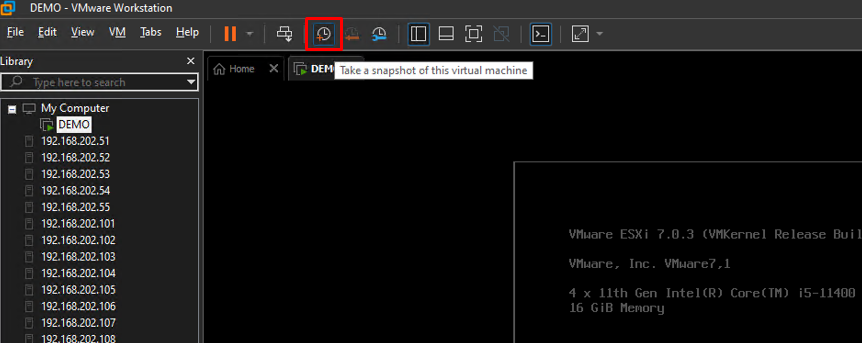 DEMO - VMware Workstation
File Edit View VM Tabs Help
Library
Type here to search
Home
DEM
Take a snapshot of this virtual machine
My Computer
DEMO
192.168.202.51
192.168.202.52
192.168.202.53
192.168.202.54
192.168.202.55
192.168.202.101
192.168.202.102
192.168.202.103
192.168.202.104
192.168.202.105
192.168.202.106
192.168.202.107
192.168.202.108
VMware ESXi 7.0.3 (VMKernel Release Buil
VMware, Inc. VMware7,1
4 x 11th Gen Intel(R) Core(TM) i5-11400
16 GiB Memory